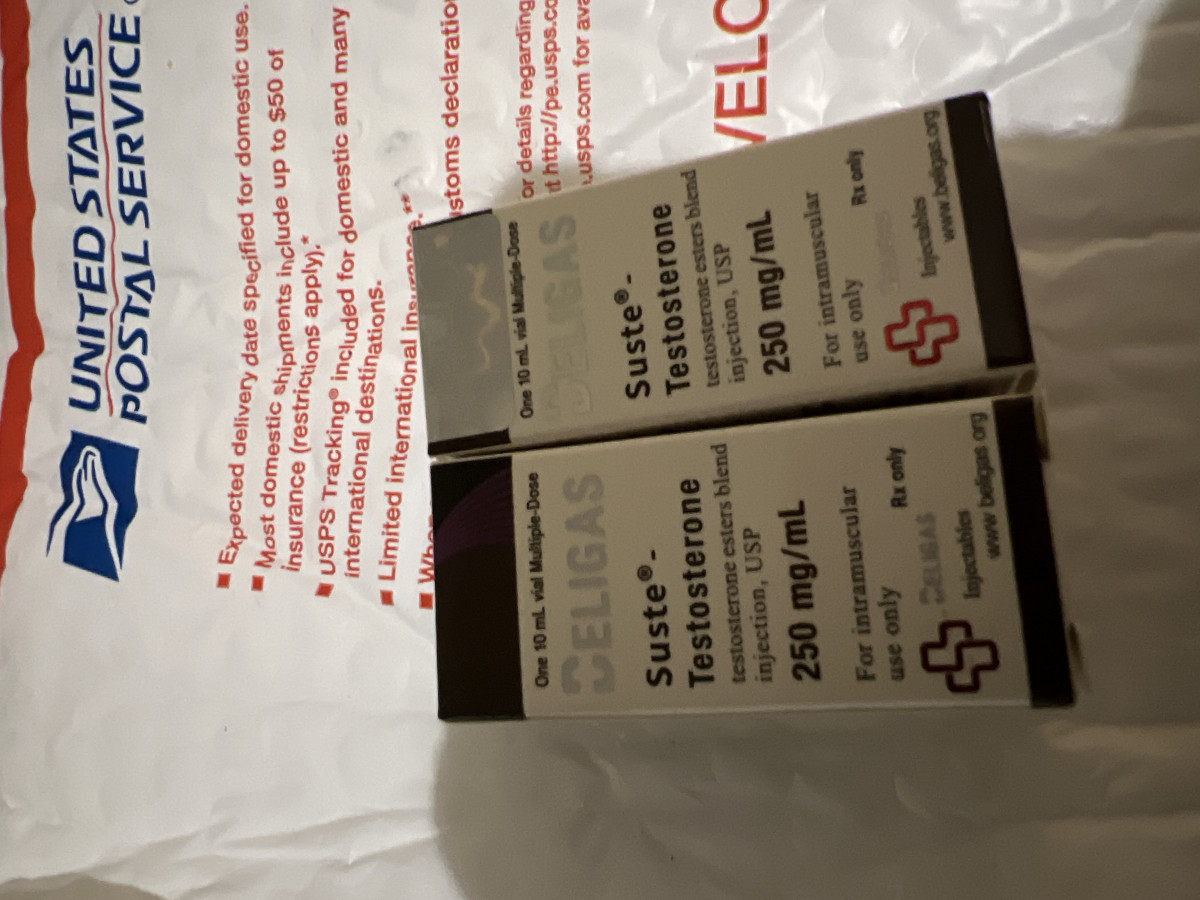 UNITED STATES
POSTAL SERVICE
■ Expected delivery date specified for domestic use.
■ Most domestic shipments include up to $50 of
insurance (restrictions apply).*
■ USPS Tracking® included for domestic and many
international destinations.
■ Limited international insurance.**
■ When
ustoms declaration
or details regarding
at http://pe.usps.co
.usps.com for ava
VELO
One 10 mL vial Multiple-Dose
BELIGAS
Suste®-
Testosterone
testosterone esters blend
injection, USP
250 mg/mL
For intramuscular
use only
Rx only
BELIGAS
Injectables
www.beligas.org
One 10 mL vial Multiple-Dose
BELIGAS
Suste®-
Testosterone
testosterone esters blend
injection, USP
250 mg/mL
For intramuscular
use only
Rx only
Injectables
www.beligas.org